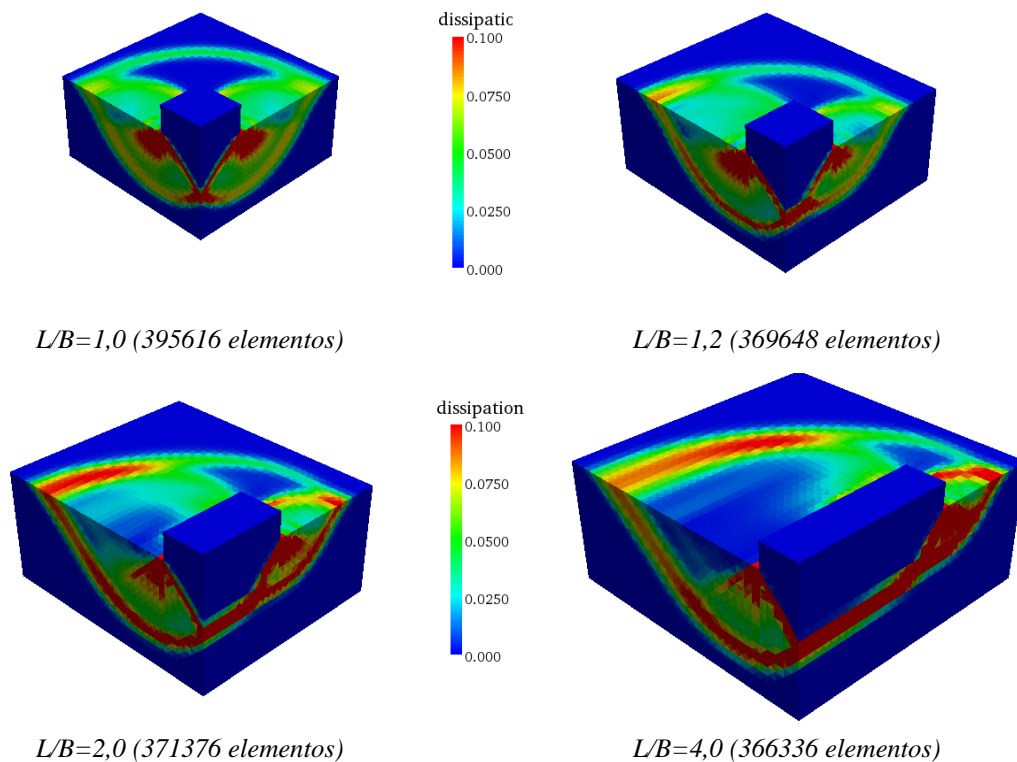 dissipatic
0.100
0.0750
0.0500
0.0250
0.000
L/B=1,0 (395616 elementos)
L/B=1,2 (369648 elementos)
dissipation
0.100
0.0750
0.0500
0.0250
0.000
L/B=2,0 (371376 elementos)
L/B=4,0 (366336 elementos)